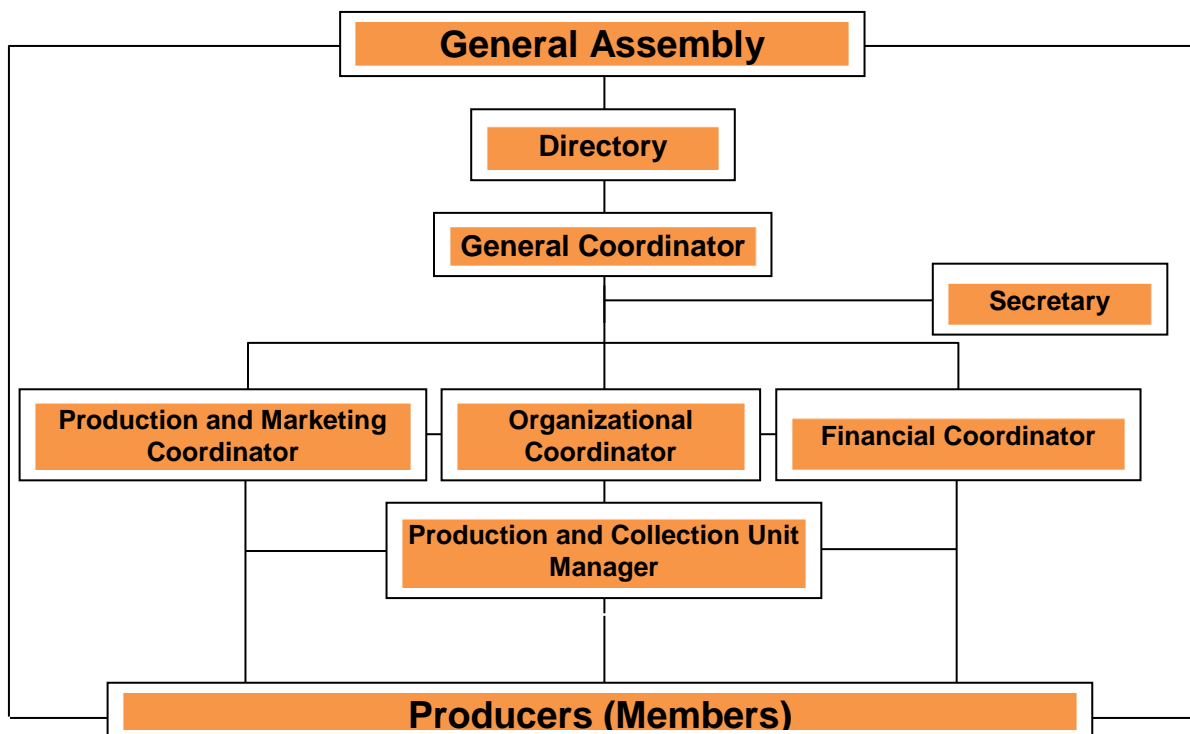 General Assembly
Directory
General Coordinator
Secretary
Production and Marketing
Coordinator
Organizational
Coordinator
Financial Coordinator
Production and Collection Unit
Manager
Producers (Members)